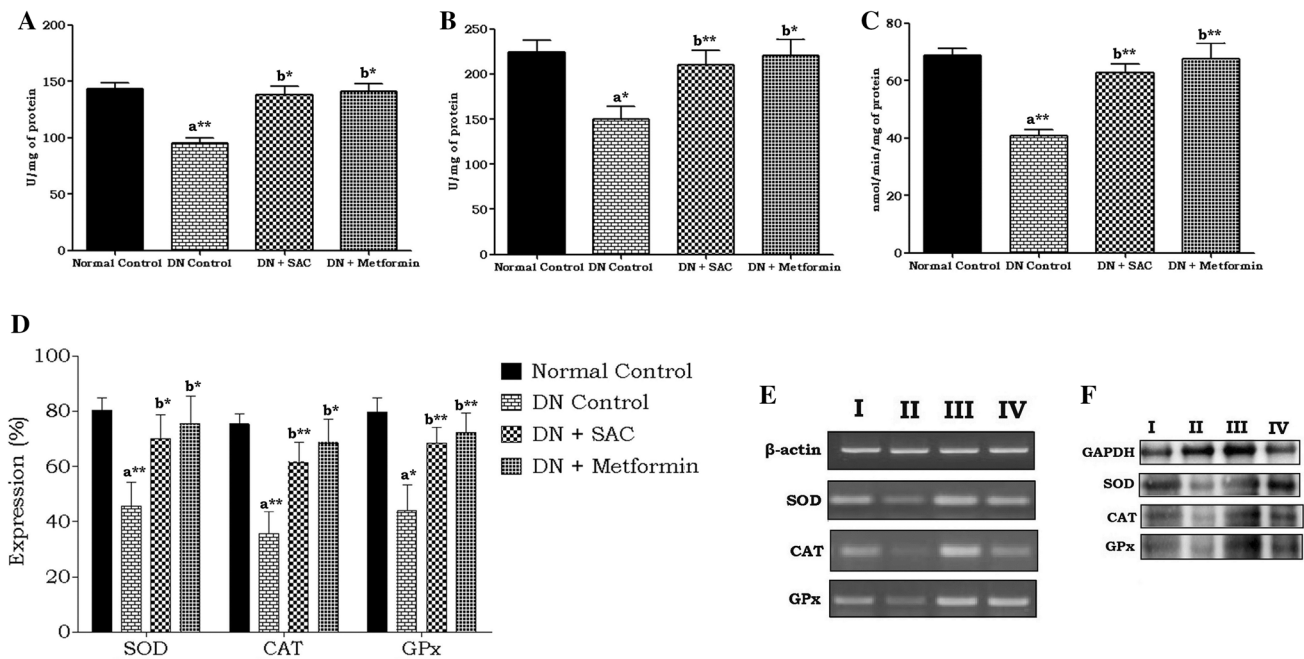 A
U/mg of protein
200
150
100
50
0
a**
b*
b*
Normal Control DN Control DN + SAC DN + Metformin
B
U/mg of protein
250
200
150
100
50
0
a*
b**
b*
Normal Control DN Control DN + SAC DN + Metformin
C
nmol/min/mg of protein
80
60
40
20
0
a**
b**
b**
Normal Control DN Control DN + SAC DN + Metformin
D
Expression (%)
100
80
60
40
20
0
a** b* b*
a** b** b*
a* b** b**
SOD CAT GPx
Normal Control
DN Control
DN + SAC
DN + Metformin
E
I II III IV
β-actin
SOD
CAT
GPx
F
I II III IV
GAPDH
SOD
CAT
GPx